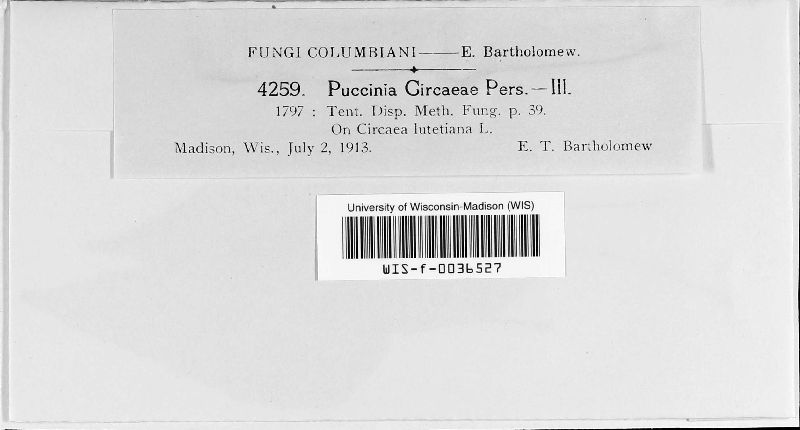 FUNGI COLUMBIANI——E. Bartholomew.
4259. Puccinia Circaeae Pers.—III.
1797 : Tent. Disp. Meth. Fung. p. 39.
On Circaea lutetiana L.
Madison, Wis., July 2, 1913. E. T. Bartholomew
University of Wisconsin-Madison (WIS)
WIS-f-0036527